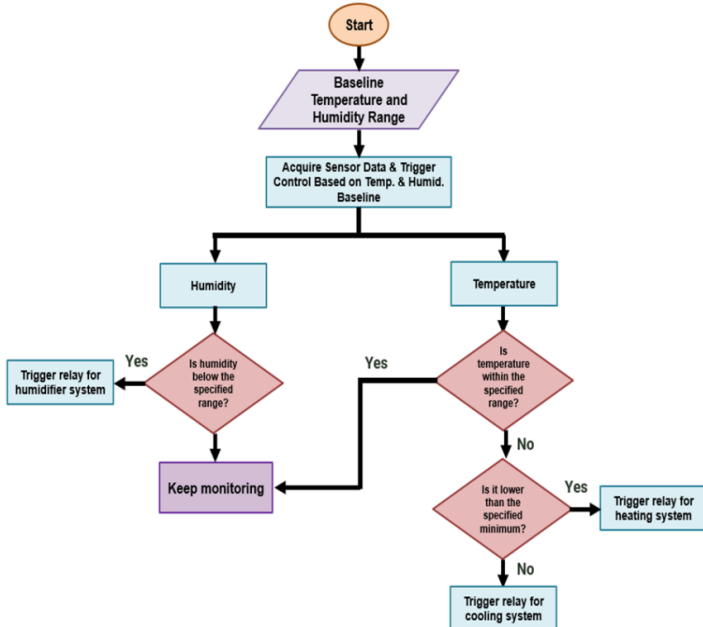 Start
Baseline
Temperature and
Humidity Range
Acquire Sensor Data & Trigger
Control Based on Temp. & Humid.
Baseline
Humidity
Temperature
Yes
Is humidity
below the
specified
range?
Trigger relay for
humidifier system
Yes
Is
temperature
within the
specified
range?
No
Keep monitoring
Is it lower
than the
specified
minimum?
Yes
Trigger relay for
heating system
No
Trigger relay for
cooling system